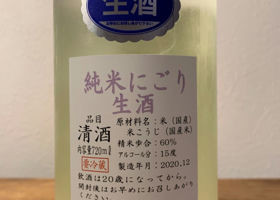 生酒
純米にごり
生酒
品目
清酒
内容量720ml
要冷蔵
原材料名：米（国産）
米こうじ（国産米）
精米歩合：60%
アルコール分：15度
製造年月：2020.12
飲酒は20歳になってから。
開封後はお早めにお召しあがり
ください。